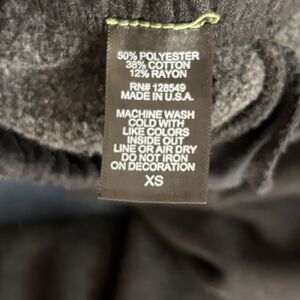 50% POLYESTER
38% COTTON
12% RAYON
RN# 128549
MADE IN U.S.A.
MACHINE WASH
COLD WITH
LIKE COLORS
INSIDE OUT
LINE OR AIR DRY
DO NOT IRON
ON DECORATION
XS